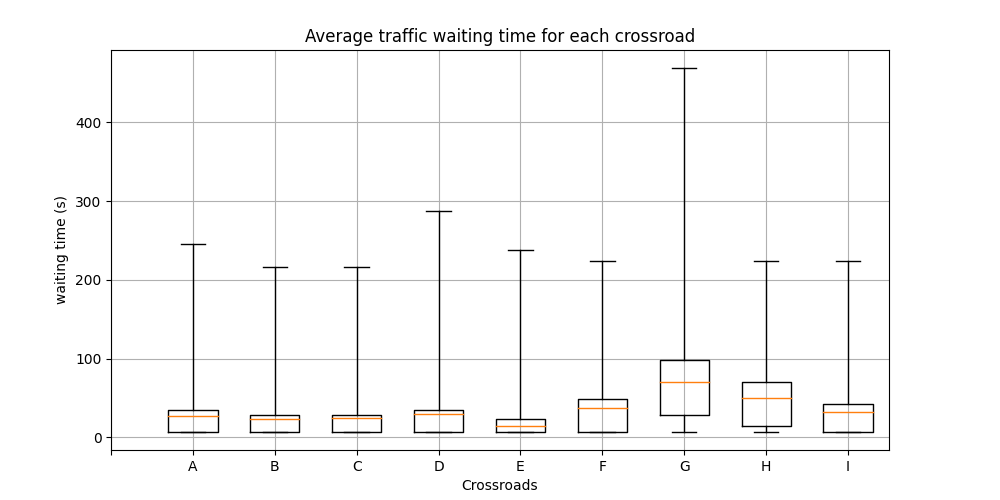 Average traffic waiting time for each crossroad
waiting time (s)
400
300
200
100
0
A B C D E F G H I
Crossroads